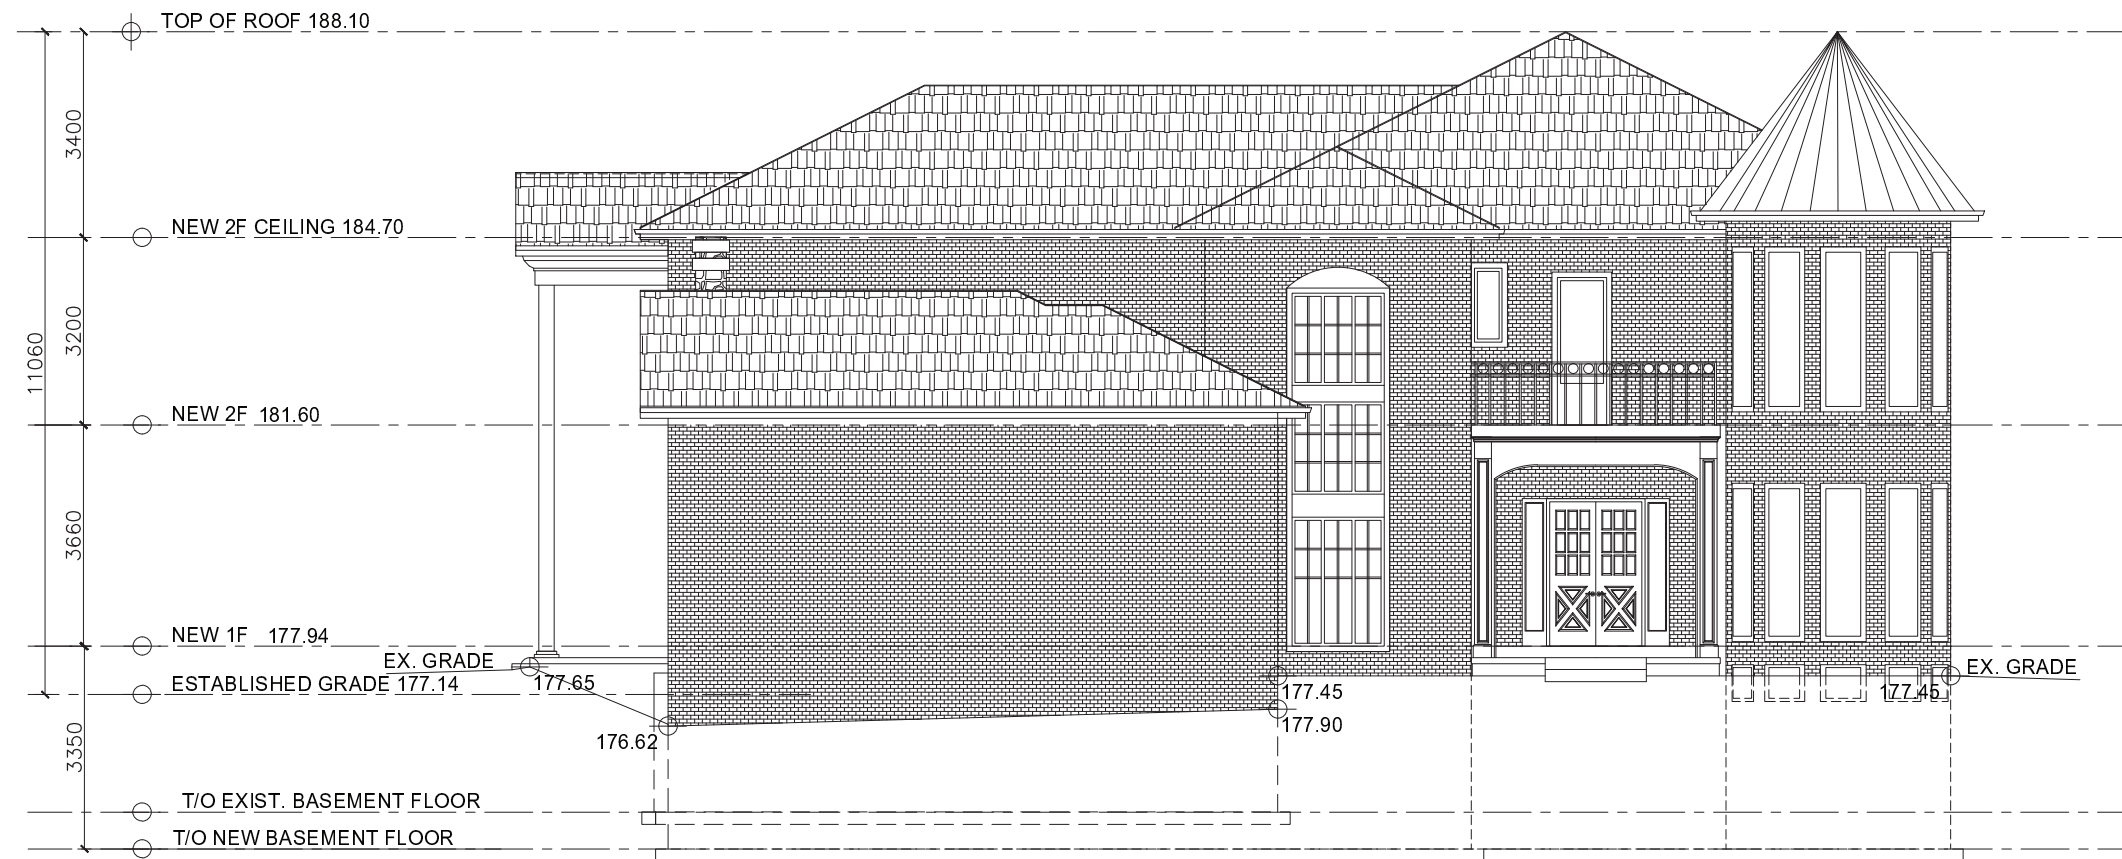 TOP OF ROOF 188.10
3400
NEW 2F CEILING 184.70
11060
3200
NEW 2F 181.60
3660
NEW 1F 177.94
EX. GRADE
EX. GRADE
ESTABLISHED GRADE 177.14
177.65
177.45
177.45
177.90
176.62
3350
T/O EXIST. BASEMENT FLOOR
T/O NEW BASEMENT FLOOR